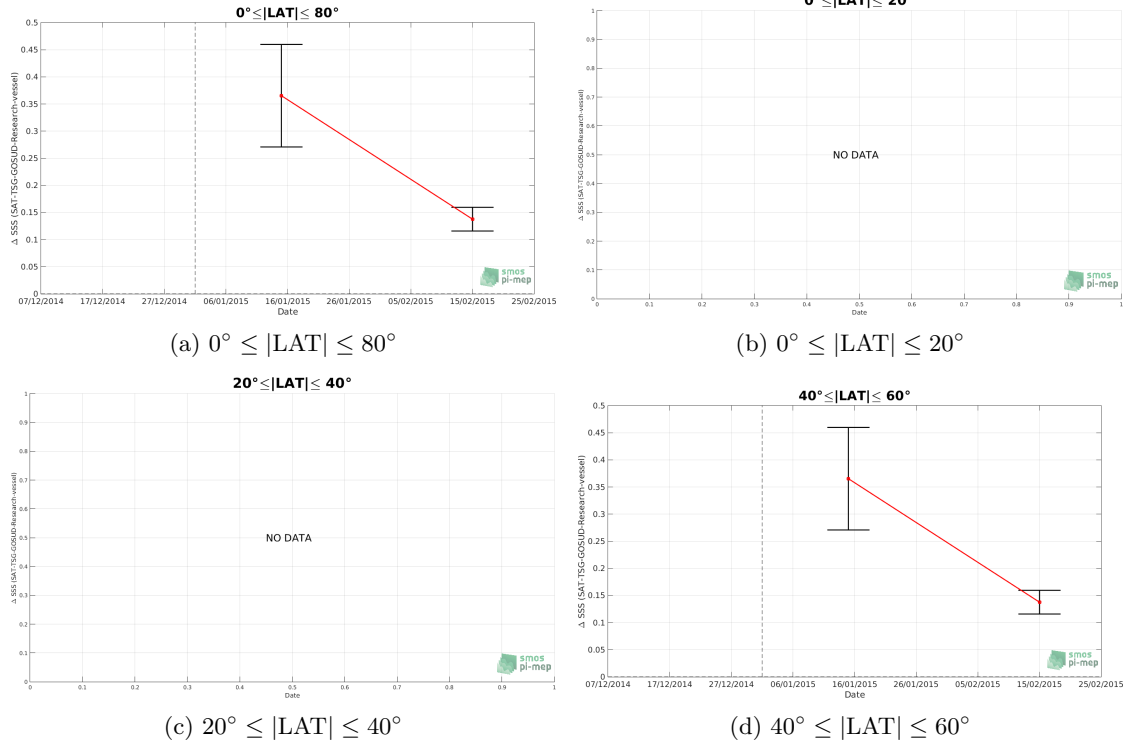 0°≤|LAT|≤ 80°
0.5
0.45
0.4
0.35
0.3
0.25
0.2
0.15
0.1
0.05
0
Δ SSS (SAT-TSG-GOSUD-Research-vessel)
07/12/2014 17/12/2014 27/12/2014 06/01/2015 16/01/2015 26/01/2015 05/02/2015 15/02/2015 25/02/2015
Date
smos
pi-mep
(a) 0° ≤ |LAT| ≤ 80°
0°≤|LAT|≤ 20°
1
0.9
0.8
0.7
0.6
0.5
0.4
0.3
0.2
0.1
0
Δ SSS (SAT-TSG-GOSUD-Research-vessel)
NO DATA
0 0.1 0.2 0.3 0.4 0.5 0.6 0.7 0.8 0.9 1
Date
smos
pi-mep
(b) 0° ≤ |LAT| ≤ 20°
20°≤|LAT|≤ 40°
1
0.9
0.8
0.7
0.6
0.5
0.4
0.3
0.2
0.1
0
Δ SSS (SAT-TSG-GOSUD-Research-vessel)
NO DATA
0 0.1 0.2 0.3 0.4 0.5 0.6 0.7 0.8 0.9 1
Date
smos
pi-mep
(c) 20° ≤ |LAT| ≤ 40°
40°≤|LAT|≤ 60°
0.5
0.45
0.4
0.35
0.3
0.25
0.2
0.15
0.1
0.05
0
Δ SSS (SAT-TSG-GOSUD-Research-vessel)
07/12/2014 17/12/2014 27/12/2014 06/01/2015 16/01/2015 26/01/2015 05/02/2015 15/02/2015 25/02/2015
Date
smos
pi-mep
(d) 40° ≤ |LAT| ≤ 60°